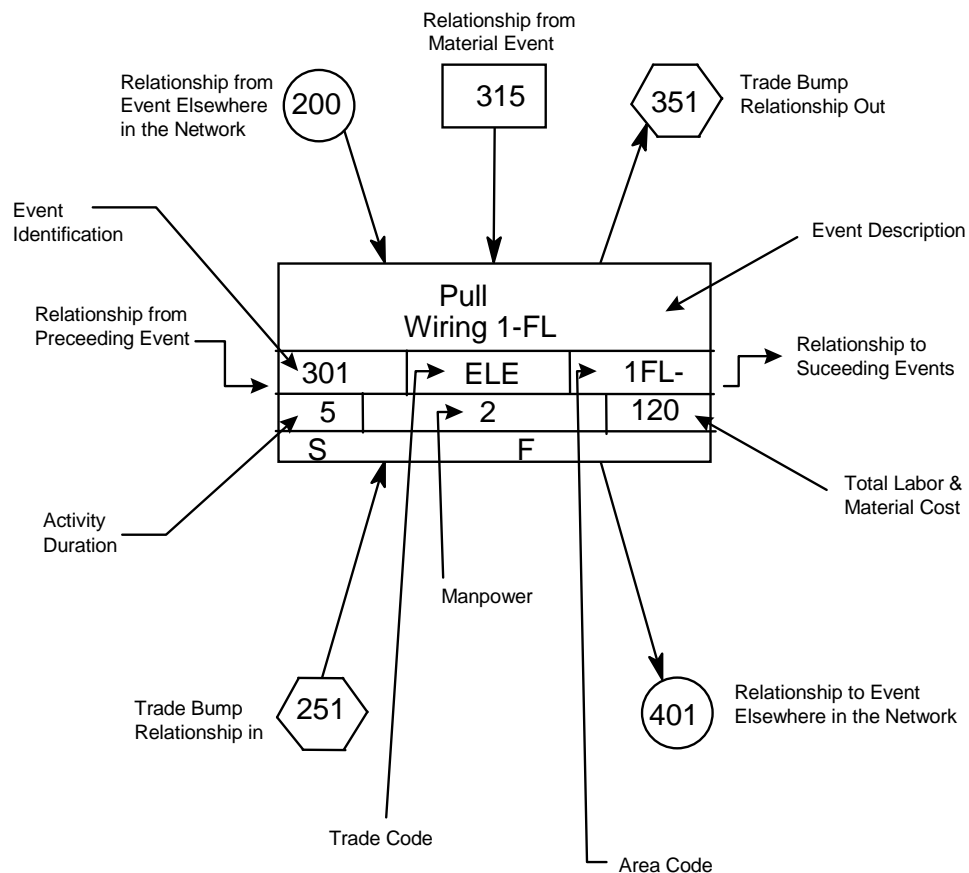 Relationship from
Material Event
315
Relationship from
Event Elsewhere
in the Network
200
351
Trade Bump
Relationship Out
Event
Identification
Event Description
Pull
Wiring 1-FL
Relationship from
Preceeding Event
301 ELE 1FL-
Relationship to
Suceeding Events
5 2 120
S F
Total Labor &
Material Cost
Activity
Duration
Manpower
Trade Bump
Relationship in
251
401
Relationship to Event
Elsewhere in the Network
Trade Code
Area Code